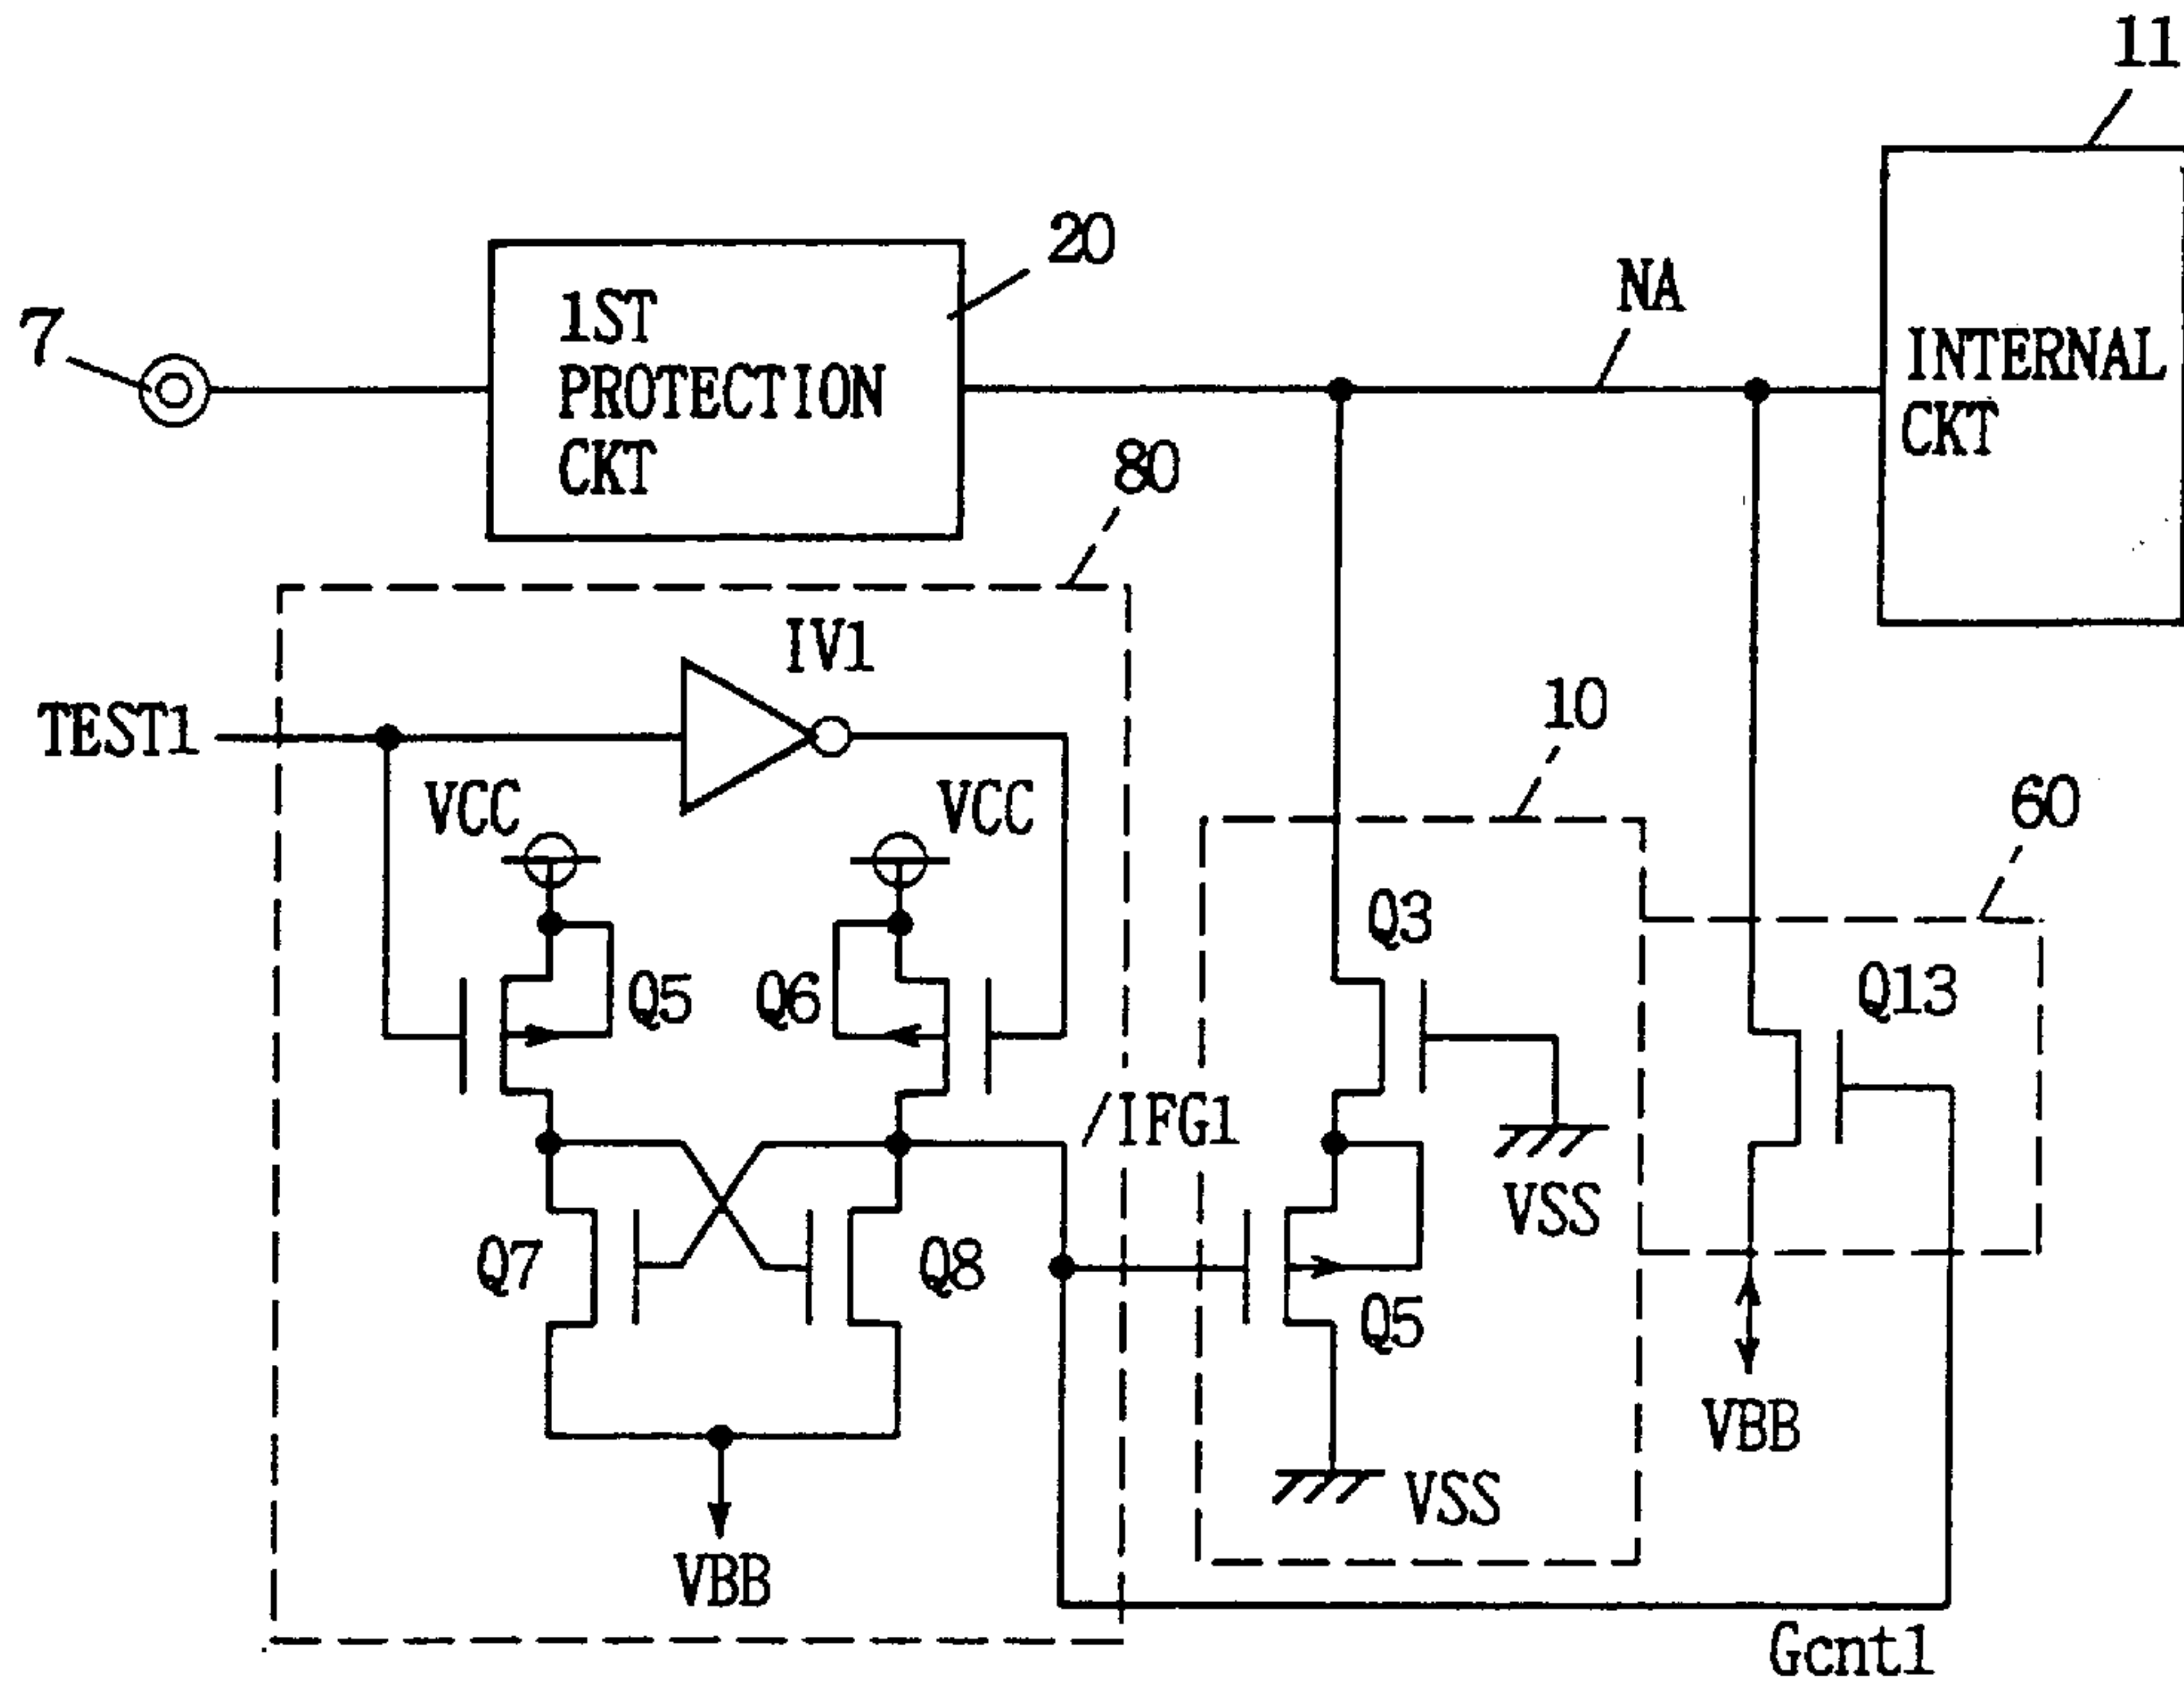 11
20
7
1ST
PROTECTION
CKT
NA
INTERNAL
CKT
80
IV1
TEST1
10
VCC
VCC
60
Q3
Q5
Q6
Q13
/IFG1
VSS
Q7
Q8
Q5
VBB
VSS
VBB
Gcnt1